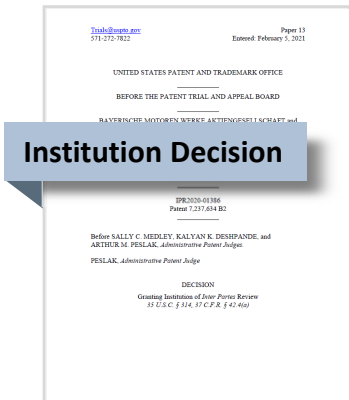 Trials@uspto.gov Paper 13
571-272-7822 Entered: February 5, 2021
UNITED STATES PATENT AND TRADEMARK OFFICE
BEFORE THE PATENT TRIAL AND APPEAL BOARD
BAYERISCHE MOTOREN WERKE AKTIENGESELLSCHAFT and
Institution Decision
IPR2020-01386
Patent 7,237,634 B2
Before SALLY C. MEDLEY, KALYAN K. DESHPANDE, and
ARTHUR M. PESLAK, Administrative Patent Judges.
PESLAK, Administrative Patent Judge
DECISION
Granting Institution of Inter Partes Review
35 U.S.C. § 314, 37 C.F.R. § 42.4(a)